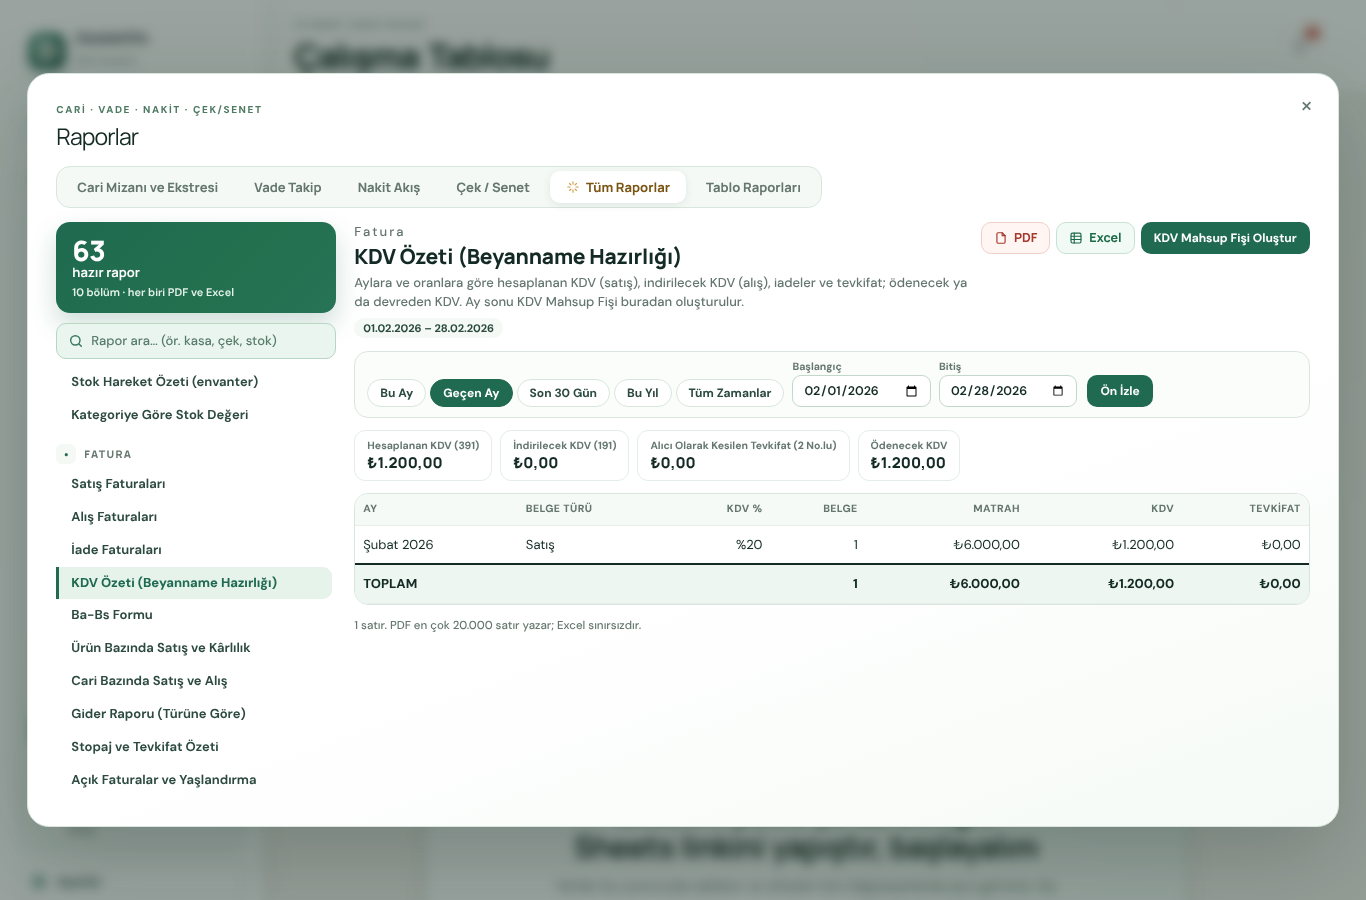 Çalışma Tablosu
CARİ · VADE · NAKİT · ÇEK/SENET
×
Raporlar
Cari Mizanı ve Ekstresi
Vade Takip
Nakit Akış
Çek / Senet
Tüm Raporlar
Tablo Raporları
63
hazır rapor
10 bölüm · her biri PDF ve Excel
Rapor ara... (ör. kasa, çek, stok)
Stok Hareket Özeti (envanter)
Kategoriye Göre Stok Değeri
FATURA
Satış Faturaları
Alış Faturaları
İade Faturaları
KDV Özeti (Beyanname Hazırlığı)
Ba-Bs Formu
Ürün Bazında Satış ve Kârlılık
Cari Bazında Satış ve Alış
Gider Raporu (Türüne Göre)
Stopaj ve Tevkifat Özeti
Açık Faturalar ve Yaşlandırma
Fatura
KDV Özeti (Beyanname Hazırlığı)
Aylara ve oranlara göre hesaplanan KDV (satış), indirilecek KDV (alış), iadeler ve tevkifat; ödenecek ya
da devreden KDV. Ay sonu KDV Mahsup Fişi buradan oluşturulur.
01.02.2026 – 28.02.2026
PDF
Excel
KDV Mahsup Fişi Oluştur
Bu Ay
Geçen Ay
Son 30 Gün
Bu Yıl
Tüm Zamanlar
Başlangıç
02/01/2026
Bitiş
02/28/2026
Ön İzle
Hesaplanan KDV (391)
₺1.200,00
İndirilecek KDV (191)
₺0,00
Alıcı Olarak Kesilen Tevkifat (2 No.lu)
₺0,00
Ödenecek KDV
₺1.200,00
AY BELGE TÜRÜ KDV % BELGE MATRAH KDV TEVKİFAT
Şubat 2026 Satış %20 1 ₺6.000,00 ₺1.200,00 ₺0,00
TOPLAM 1 ₺6.000,00 ₺1.200,00 ₺0,00
1 satır. PDF en çok 20.000 satır yazar; Excel sınırsızdır.
Sheets linkini yapıştır, başlayalım